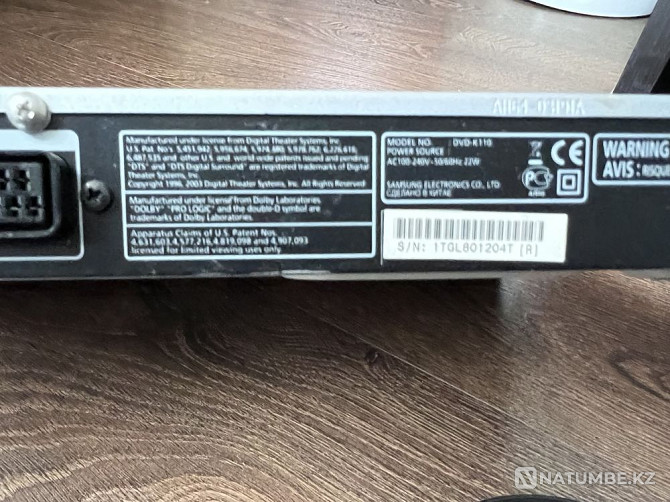 Manufactured under license from Digital Theater Systems, Inc.
U.S. Pat. No's. 5,451,942, 5,956,674, 5,974,380, 5,978,762, 6,226,616,
6,487,535 and other U.S. and world-wide patents issued and pending
"DTS" and "DTS Digital Surround" are registered trademarks of Digital
Theater Systems, Inc.
Copyright 1996, 2003 Digital Theater Systems, Inc. All Rights Reserved
Manufactured under license from Dolby Laboratories.
"DOLBY" "PRO LOGIC" and the double-D symbol are
trademarks of Dolby Laboratories
Apparatus Claims of U.S. Patent Nos.
4,631,603,4,577,216,4,819,098 and 4,907,093
licensed for limited viewing uses only
MODEL NO. : DVD-K110
POWER SOURCE :
AC100-240V~50/60Hz 22W
SAMSUNG ELECTRONICS CO., LTD.
СДЕЛАНО В КИТАЕ
CE
WARNING
AVIS : RISQUE
S/N: 1TGL801204T [R]
NATUMBE.KZ